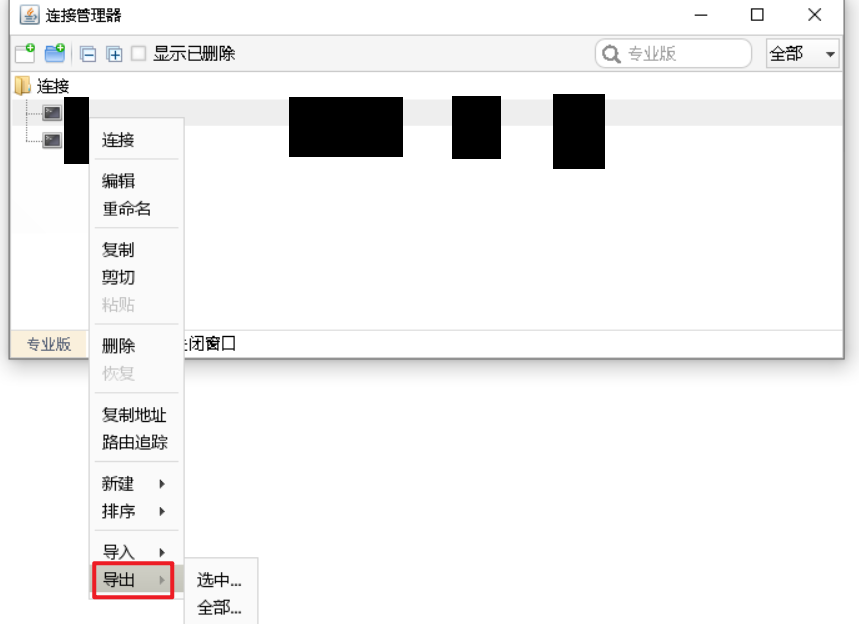 连接管理器
显示已删除
专业版
全部
连接
连接
编辑
重命名
复制
剪切
粘贴
删除
恢复
复制地址
路由追踪
新建
排序
导入
导出
选中...
全部...
专业版
闭窗口